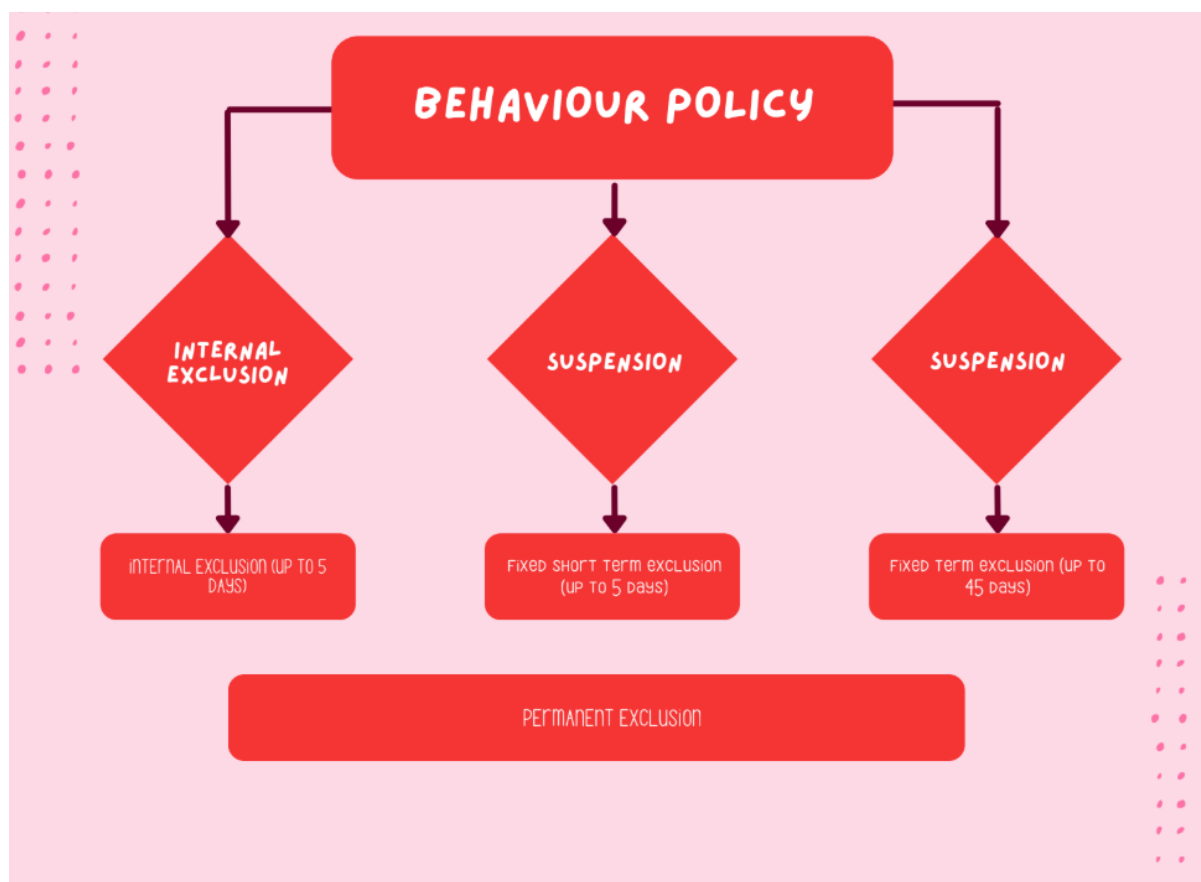 BEHAVIOUR POLICY
INTERNAL
EXCLUSION
SUSPENSION
SUSPENSION
INTERNAL EXCLUSION (UP TO 5
DAYS)
FIXED SHORT TERM EXCLUSION
(UP TO 5 DAYS)
FIXED TERM EXCLUSION (UP TO
45 DAYS)
PERMANENT EXCLUSION